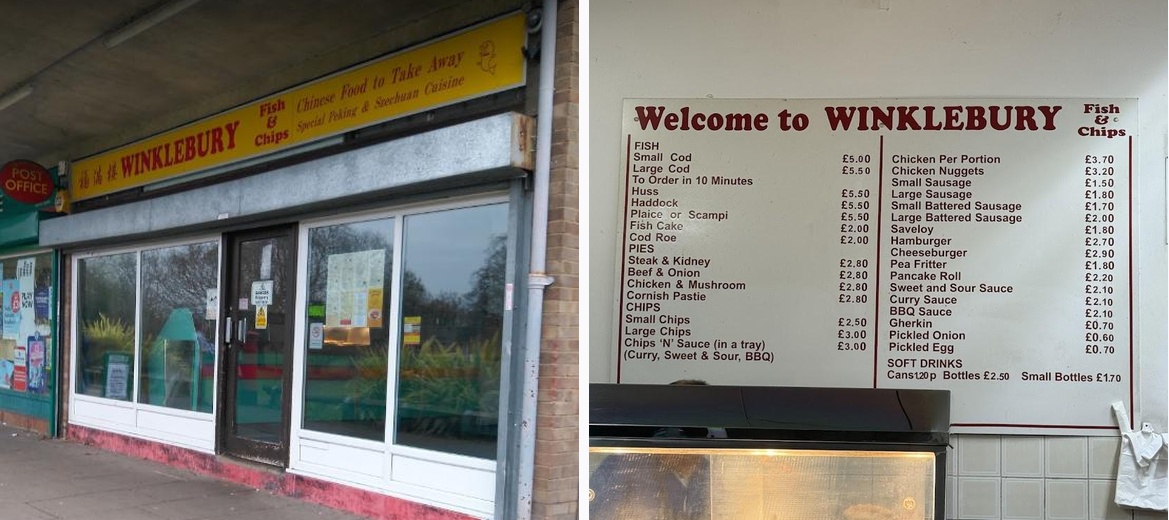 POST
OFFICE
福满楼 WINKLEBURY
Fish
&
Chips
Chinese Food to Take Away
Special Peking & Szechuan Cuisine
Welcome to WINKLEBURY
Fish
&
Chips
FISH
Small Cod £5.00
Large Cod £5.50
To Order in 10 Minutes
Huss £5.50
Haddock £5.50
Plaice or Scampi £5.50
Fish Cake £2.00
Cod Roe £2.00
PIES
Steak & Kidney £2.80
Beef & Onion £2.80
Chicken & Mushroom £2.80
Cornish Pastie £2.80
CHIPS
Small Chips £2.50
Large Chips £3.00
Chips 'N' Sauce (in a tray) £3.00
(Curry, Sweet & Sour, BBQ)
Chicken Per Portion £3.70
Chicken Nuggets £3.20
Small Sausage £1.50
Large Sausage £1.80
Small Battered Sausage £1.70
Large Battered Sausage £2.00
Saveloy £1.80
Hamburger £2.70
Cheeseburger £2.90
Pea Fritter £1.80
Pancake Roll £2.20
Sweet and Sour Sauce £2.10
Curry Sauce £2.10
BBQ Sauce £2.10
Gherkin £0.70
Pickled Onion £0.60
Pickled Egg £0.70
SOFT DRINKS
Cans1.20p Bottles £2.50 Small Bottles £1.70